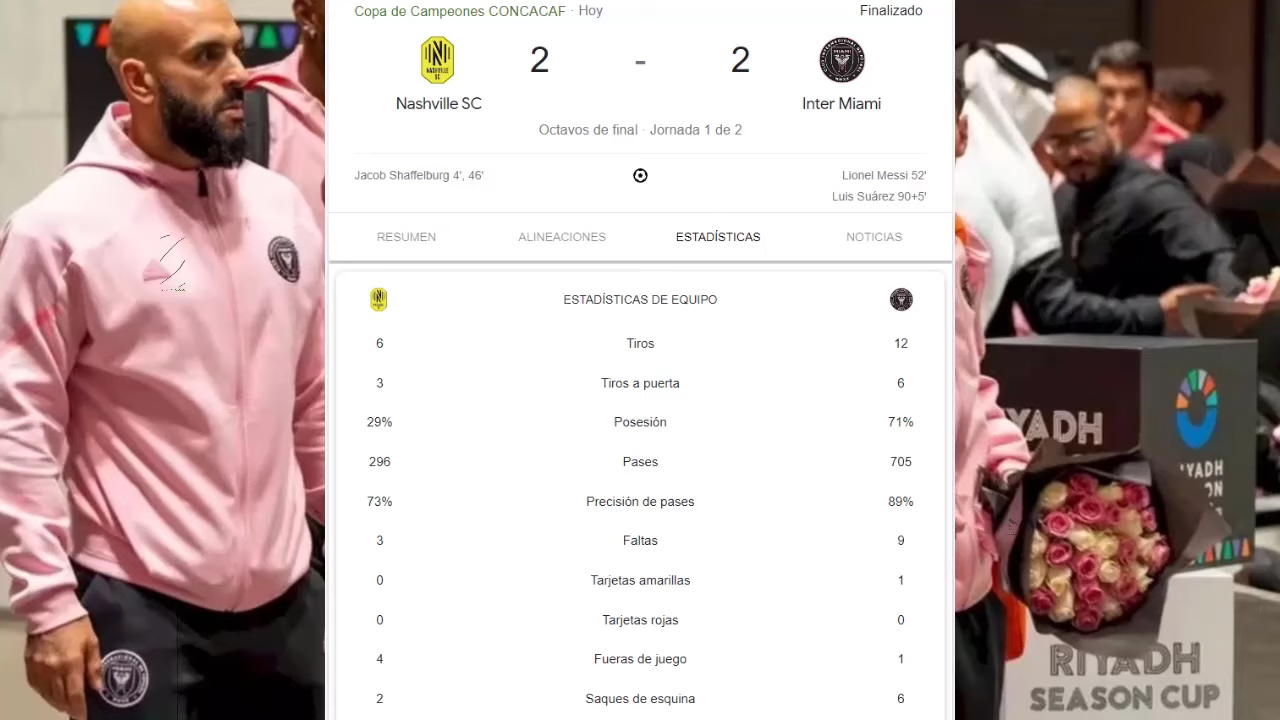 Copa de Campeones CONCACAF · Hoy
Finalizado
2 - 2
NASHVILLE SC
MIAMI
Nashville SC
Inter Miami
Octavos de final · Jornada 1 de 2
Jacob Shaffelburg 4', 46'
Lionel Messi 52'
Luis Suárez 90+5'
RESUMEN ALINEACIONES ESTADÍSTICAS NOTICIAS
ESTADÍSTICAS DE EQUIPO
6 Tiros 12
3 Tiros a puerta 6
29% Posesión 71%
296 Pases 705
73% Precisión de pases 89%
3 Faltas 9
0 Tarjetas amarillas 1
0 Tarjetas rojas 0
4 Fueras de juego 1
2 Saques de esquina 6
YADH
RIYADH
SEASON CUP